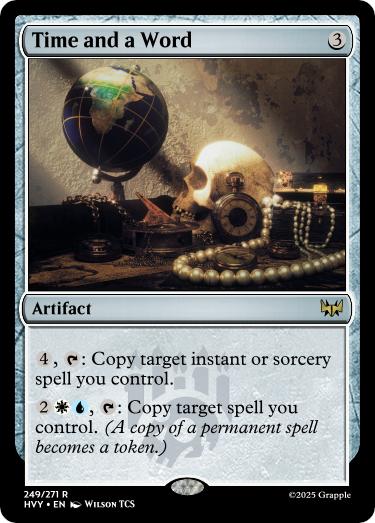 Time and a Word 3
Artifact
4, T: Copy target instant or sorcery
spell you control.
2 W U, T: Copy target spell you
control. (A copy of a permanent spell
becomes a token.)
249/271 R
HVY • EN Wilson TCS
©2025 Grapple